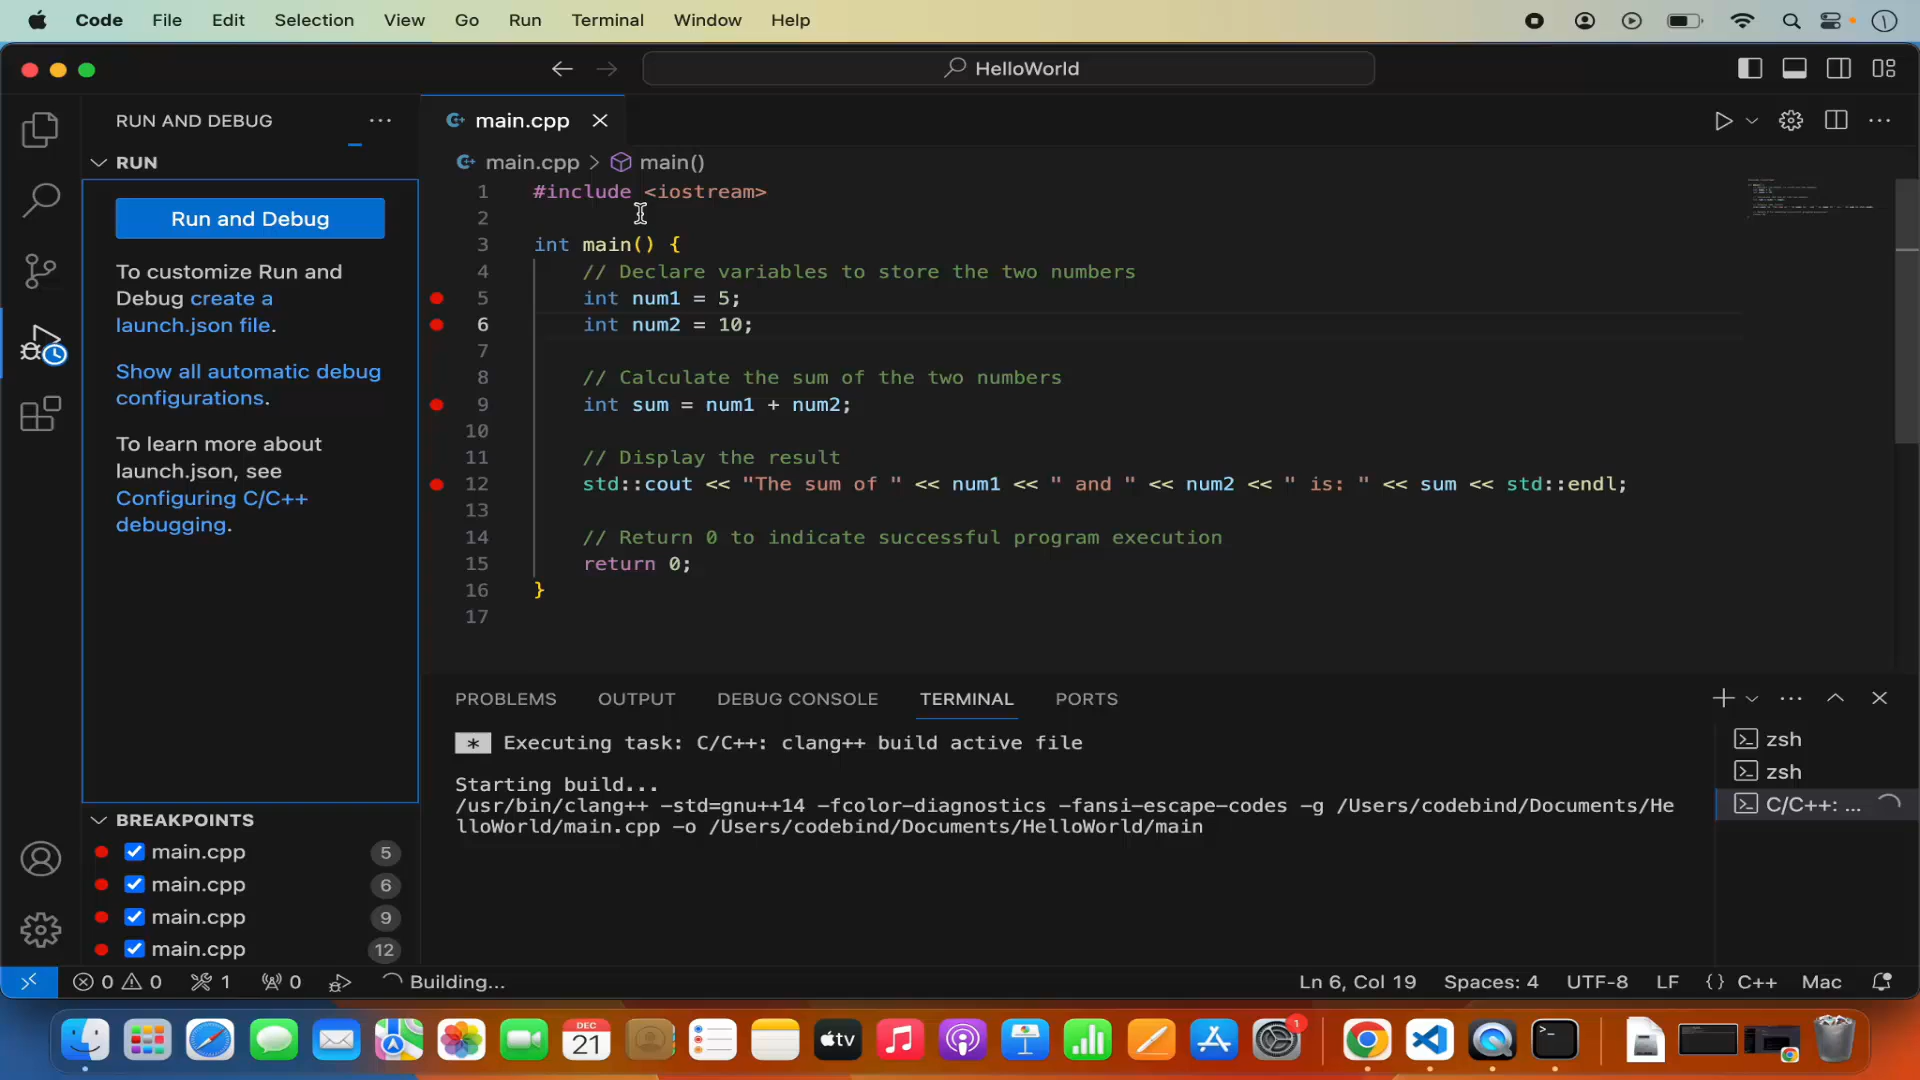 Code File Edit Selection View Go Run Terminal Window Help
HelloWorld
RUN AND DEBUG
RUN
Run and Debug
To customize Run and
Debug create a
launch.json file.
Show all automatic debug
configurations.
To learn more about
launch.json, see
Configuring C/C++
debugging.
BREAKPOINTS
main.cpp 5
main.cpp 6
main.cpp 9
main.cpp 12
main.cpp
main.cpp > main()
1 #include <iostream>
2
3 int main() {
4 // Declare variables to store the two numbers
5 int num1 = 5;
6 int num2 = 10;
7
8 // Calculate the sum of the two numbers
9 int sum = num1 + num2;
10
11 // Display the result
12 std::cout << "The sum of " << num1 << " and " << num2 << " is: " << sum << std::endl;
13
14 // Return 0 to indicate successful program execution
15 return 0;
16 }
17
PROBLEMS OUTPUT DEBUG CONSOLE TERMINAL PORTS
* Executing task: C/C++: clang++ build active file
Starting build...
/usr/bin/clang++ -std=gnu++14 -fcolor-diagnostics -fansi-escape-codes -g /Users/codebind/Documents/He
lloWorld/main.cpp -o /Users/codebind/Documents/HelloWorld/main
zsh
zsh
C/C++: ...
0 0 1 0 Building... Ln 6, Col 19 Spaces: 4 UTF-8 LF {} C++ Mac
DEC
21
tv
1